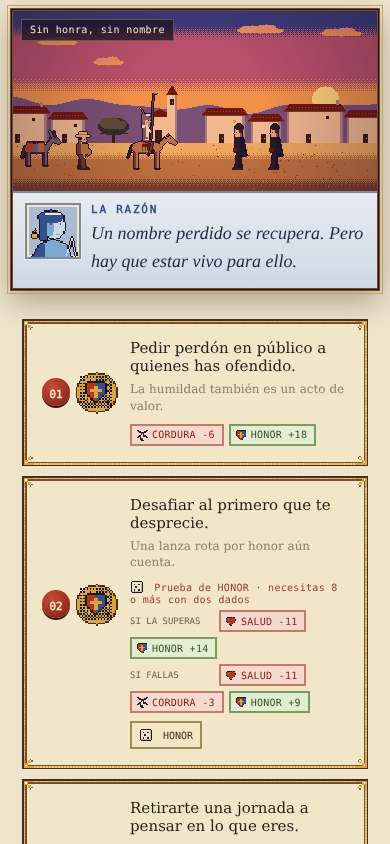 Sin honra, sin nombre
LA RAZÓN
Un nombre perdido se recupera. Pero
hay que estar vivo para ello.
01
Pedir perdón en público a
quienes has ofendido.
La humildad también es un acto de
valor.
CORDURA -6 HONOR +18
02
Desafiar al primero que te
desprecie.
Una lanza rota por honor aún
cuenta.
Prueba de HONOR · necesitas 8
o más con dos dados
SI LA SUPERAS SALUD -11
HONOR +14
SI FALLAS SALUD -11
CORDURA -3 HONOR +9
HONOR
Retirarte una jornada a
pensar en lo que eres.